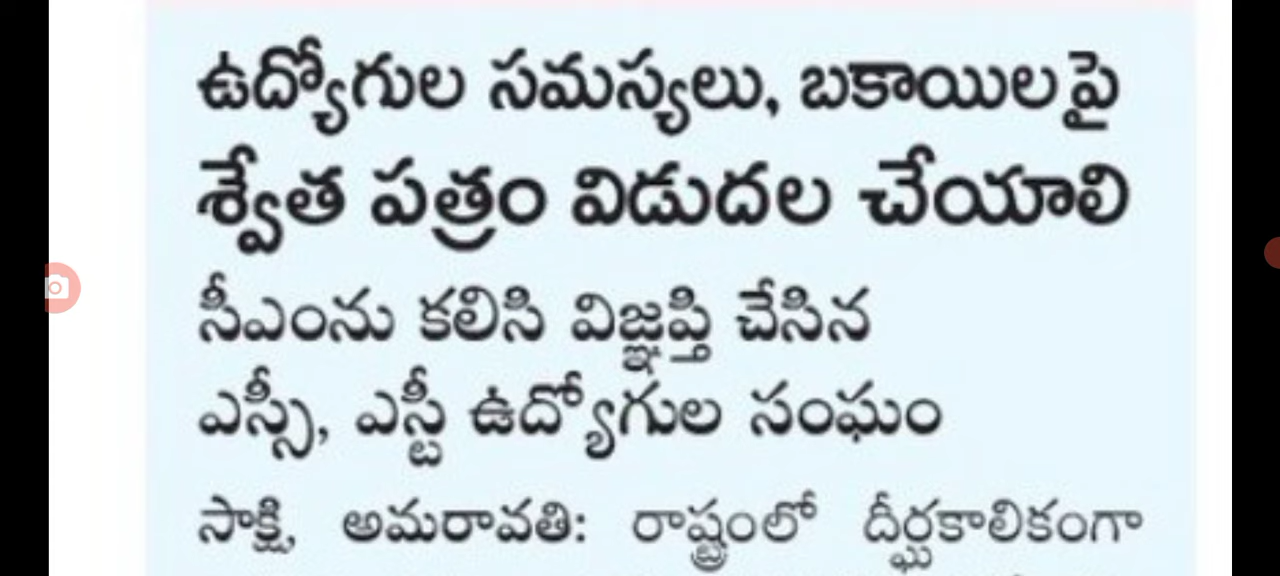 ఉద్యోగుల సమస్యలు, బకాయిలపై
శ్వేత పత్రం విడుదల చేయాలి
సీఎంను కలిసి విజ్ఞప్తి చేసిన
ఎస్సీ, ఎస్టీ ఉద్యోగుల సంఘం
సాక్షి, అమరావతి: రాష్ట్రంలో దీర్ఘకాలికంగా